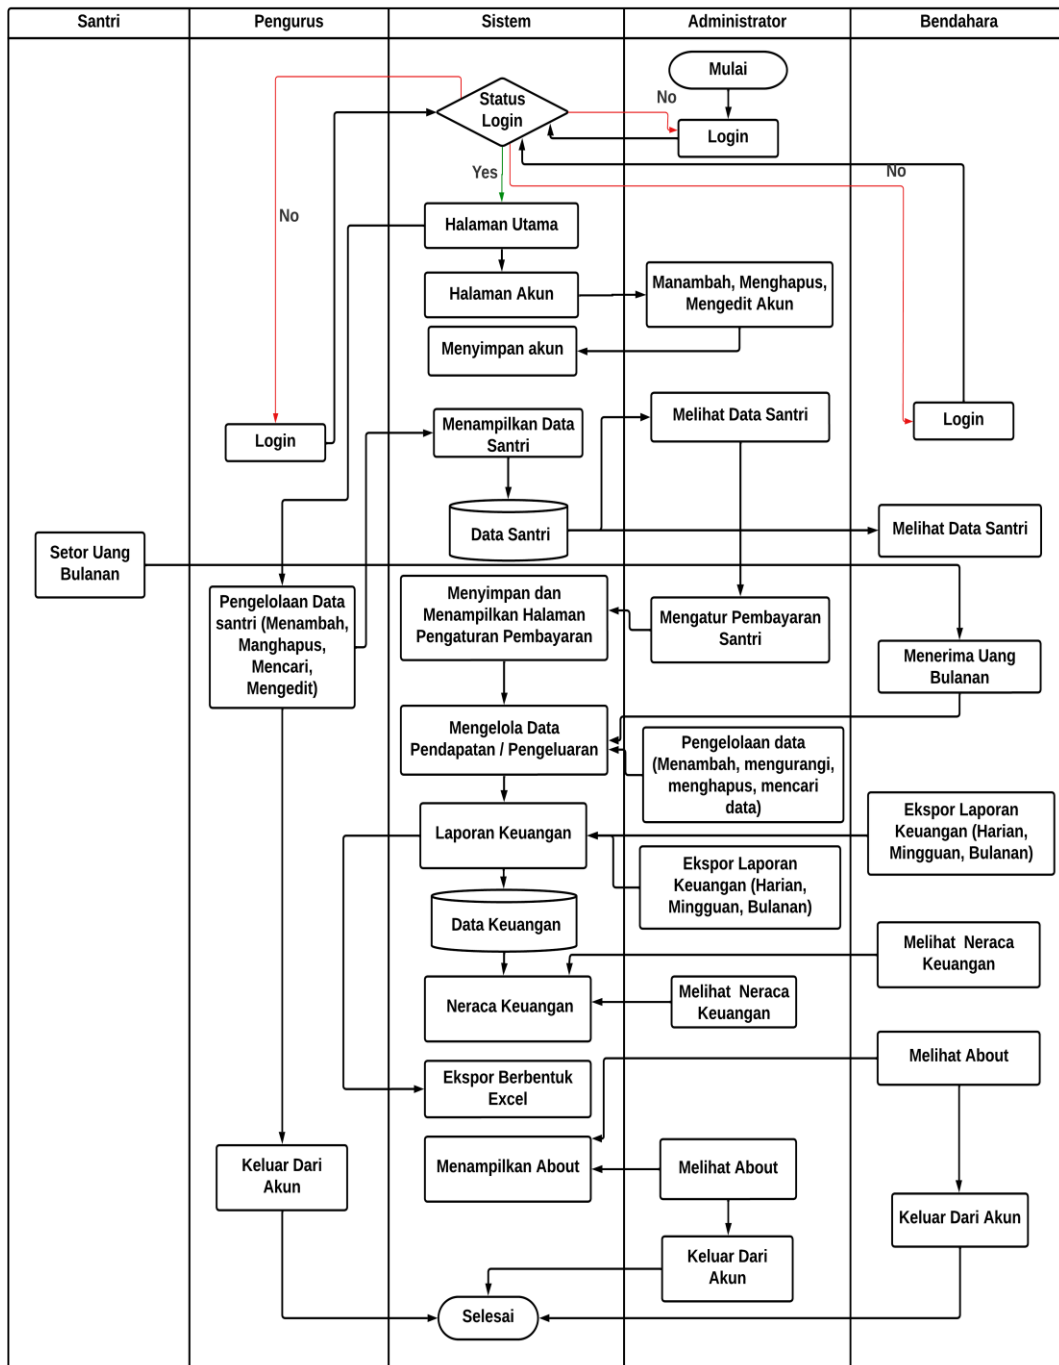 Santri
Pengurus
Sistem
Administrator
Bendahara
Mulai
Status
Login
No
Login
Yes
No
No
Halaman Utama
Halaman Akun
Manambah, Menghapus,
Mengedit Akun
Menyimpan akun
Login
Menampilkan Data
Santri
Melihat Data Santri
Login
Data Santri
Melihat Data Santri
Setor Uang
Bulanan
Pengelolaan Data
santri (Menambah,
Manghapus,
Mencari,
Mengedit)
Menyimpan dan
Menampilkan Halaman
Pengaturan Pembayaran
Mengatur Pembayaran
Santri
Menerima Uang
Bulanan
Mengelola Data
Pendapatan / Pengeluaran
Pengelolaan data
(Menambah, mengurangi,
menghapus, mencari
data)
Laporan Keuangan
Ekspor Laporan
Keuangan (Harian,
Mingguan, Bulanan)
Ekspor Laporan
Keuangan (Harian,
Mingguan, Bulanan)
Data Keuangan
Melihat Neraca
Keuangan
Neraca Keuangan
Melihat Neraca
Keuangan
Melihat About
Ekspor Berbentuk
Excel
Menampilkan About
Melihat About
Keluar Dari
Akun
Keluar Dari Akun
Keluar Dari
Akun
Selesai